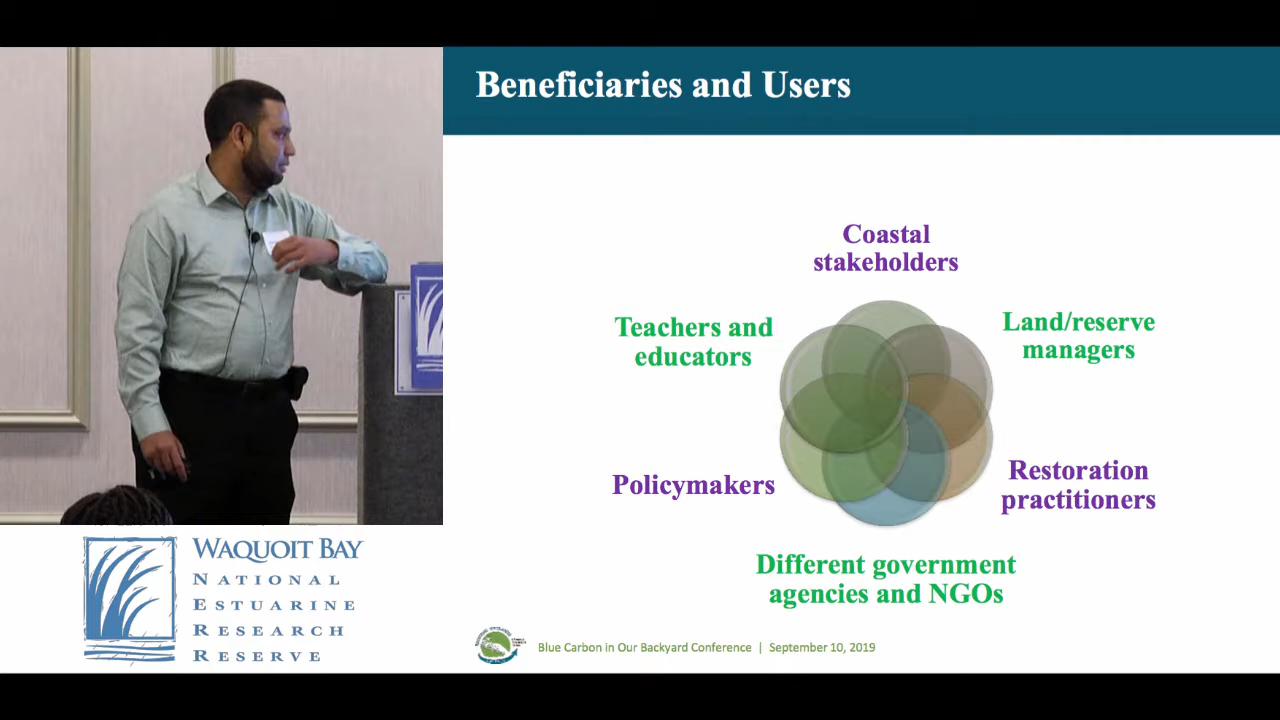 Beneficiaries and Users
Coastal
stakeholders
Teachers and
educators
Land/reserve
managers
Policymakers
Restoration
practitioners
Different government
agencies and NGOs
WAQUOIT BAY
NATIONAL
ESTUARINE
RESEARCH
RESERVE
Blue Carbon in Our Backyard Conference | September 10, 2019